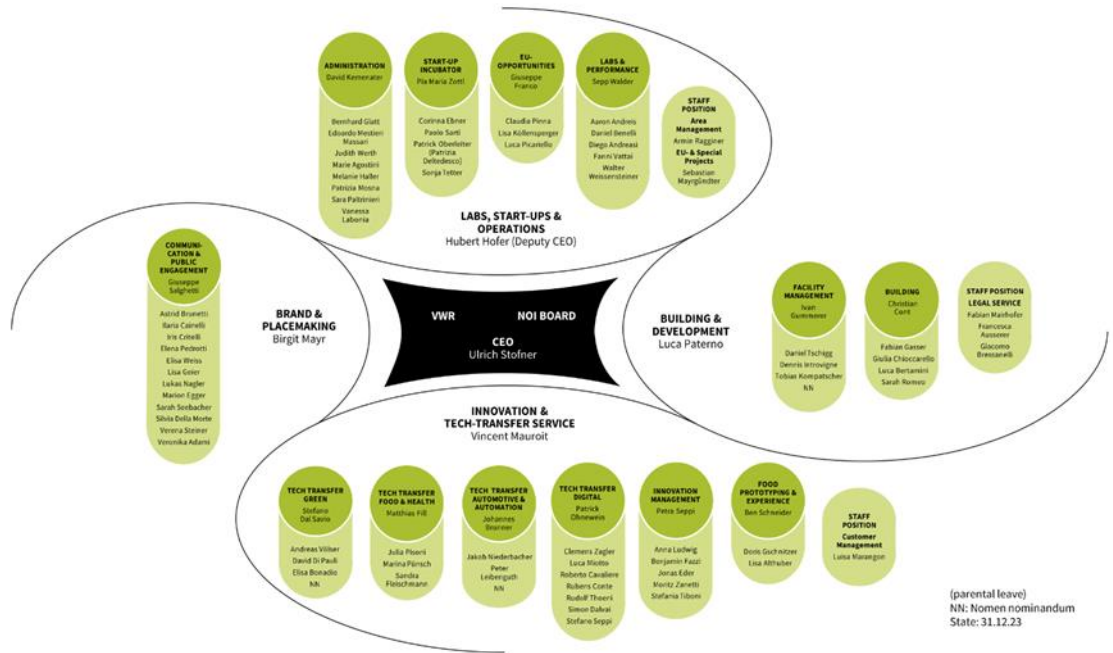 ADMINISTRATION
David Kemenater
Bernhard Glatt
Edoardo Mestieri
Massari
Judith Werth
Marie Agostini
Melanie Haller
Patrizia Mosna
Sara Paltrinieri
Vanessa
Labonia
START-UP
INCUBATOR
Pia Maria Zottl
Corinna Ebner
Paolo Sarti
Patrick Oberleiter
(Patrizia
Deltedesco)
Sonja Tetter
EU-
OPPORTUNITIES
Giuseppe
Franco
Claudia Pinna
Lisa Köllensperger
Luca Picariello
LABS &
PERFORMANCE
Sepp Walder
Aaron Andreis
Daniel Benelli
Diego Andreasi
Fanni Vattai
Walter
Weissensteiner
STAFF
POSITION
Area
Management
Armin Ragginer
EU- & Special
Projects
Sebastian
Mayrgündter
LABS, START-UPS &
OPERATIONS
Hubert Hofer (Deputy CEO)
COMMUNI-
CATION &
PUBLIC
ENGAGEMENT
Giuseppe
Salghetti
Astrid Brunetti
Ilaria Cainelli
Iris Critelli
Elena Pedrotti
Elisa Weiss
Lisa Geier
Lukas Nagler
Marion Egger
Sarah Seebacher
Silvia Della Morte
Verena Steiner
Veronika Adami
BRAND &
PLACEMAKING
Birgit Mayr
VWR
NOI BOARD
CEO
Ulrich Stofner
BUILDING &
DEVELOPMENT
Luca Paterno
FACILITY
MANAGEMENT
Ivan
Gummerer
Daniel Tschigg
Dennis Introvigne
Tobias Kompatscher
NN
BUILDING
Christian
Cont
Fabian Gasser
Giulia Chioccarello
Luca Bertamini
Sarah Romeo
STAFF POSITION
LEGAL SERVICE
Fabian Mairhofer
Francesca
Ausserer
Giacomo
Bressanelli
INNOVATION &
TECH-TRANSFER SERVICE
Vincent Mauroit
TECH TRANSFER
GREEN
Stefano
Dal Savio
Andreas Vilser
David Di Pauli
Elisa Bonadio
NN
TECH TRANSFER
FOOD & HEALTH
Matthias Fill
Julia Pisoni
Marina Pörnsch
Sandra
Fleischmann
TECH TRANSFER
AUTOMOTIVE &
AUTOMATION
Johannes
Brunner
Jakob Niederbacher
Peter
Leibengath
NN
TECH TRANSFER
DIGITAL
Patrick
Ohnewein
Clemens Zagler
Luca Miotto
Roberto Cavaliere
Rubens Conte
Rudolf Thoeni
Simon Dalvai
Stefano Seppi
INNOVATION
MANAGEMENT
Petra Seppi
Anna Ludwig
Benjamin Fazzi
Jonas Eder
Moritz Zanetti
Stefania Tiboni
FOOD
PROTOTYPING &
EXPERIENCE
Ben Schneider
Doris Gschnitzer
Lisa Althuber
STAFF
POSITION
Customer
Management
Luisa Marangon
(parental leave)
NN: Nomen nominandum
State: 31.12.23